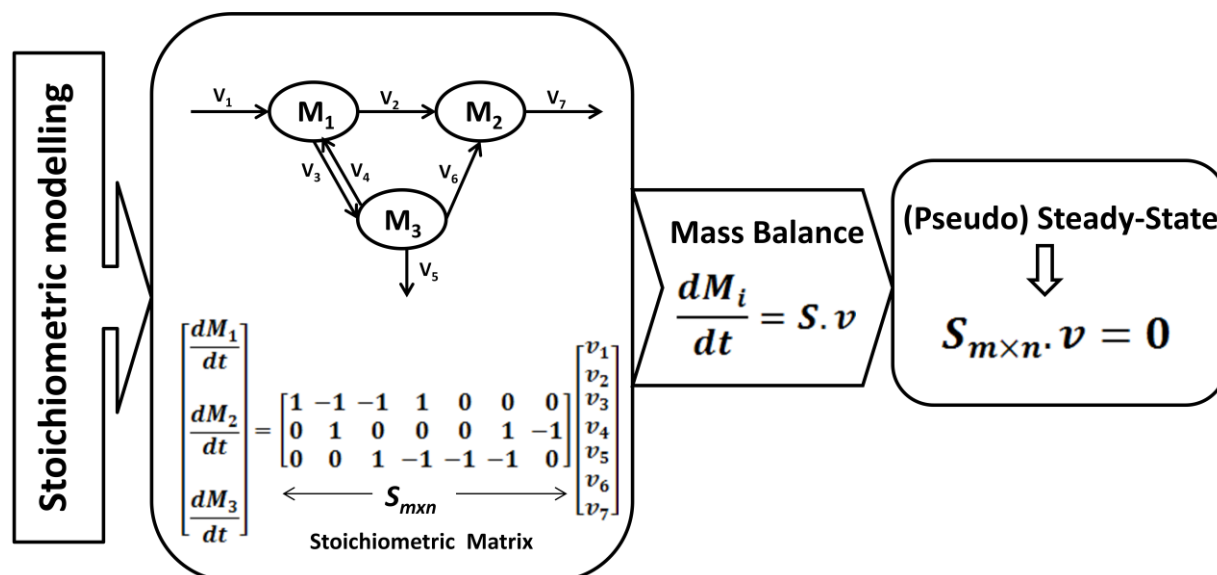 Stoichiometric modelling
V₁
M₁
V₂
M₂
V₇
V₃
V₄
V₆
M₃
V₅
dM₁/dt
dM₂/dt
dM₃/dt
=
[1 −1 −1 1 0 0 0]
[0 1 0 0 0 1 −1]
[0 0 1 −1 −1 −1 0]
v₁
v₂
v₃
v₄
v₅
v₆
v₇
S_mxn
Stoichiometric Matrix
Mass Balance
dMᵢ/dt = S.v
(Pseudo) Steady-State
S_m×n.v = 0